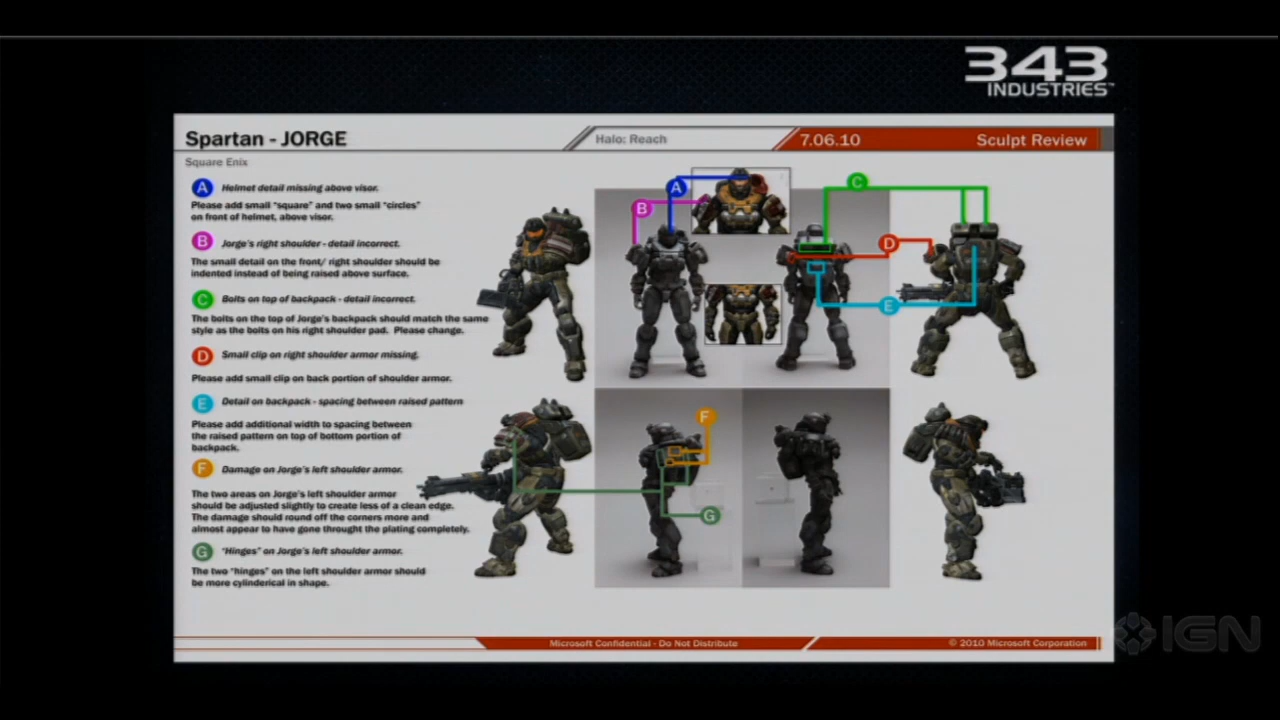 343
INDUSTRIES™
Spartan - JORGE
Halo: Reach
7.06.10
Sculpt Review
Square Enix
A Helmet detail missing above visor.
Please add small "square" and two small "circles"
on front of helmet, above visor.
B Jorge's right shoulder - detail incorrect.
The small detail on the front/ right shoulder should be
indented instead of being raised above surface.
C Bolts on top of backpack - detail incorrect.
The bolts on the top of Jorge's backpack should match the same
style as the bolts on his right shoulder pad. Please change.
D Small clip on right shoulder armor missing.
Please add small clip on back portion of shoulder armor.
E Detail on backpack - spacing between raised pattern
Please add additional width to spacing between
the raised pattern on top of bottom portion of
backpack.
F Damage on Jorge's left shoulder armor.
The two areas on Jorge's left shoulder armor
should be adjusted slightly to create less of a clean edge.
The damage should round off the corners more and
almost appear to have gone throught the plating completely.
G "Hinges" on Jorge's left shoulder armor.
The two "hinges" on the left shoulder armor should
be more cylinderical in shape.
A
B
C
D
E
F
G
Microsoft Confidential - Do Not Distribute
© 2010 Microsoft Corporation
IGN